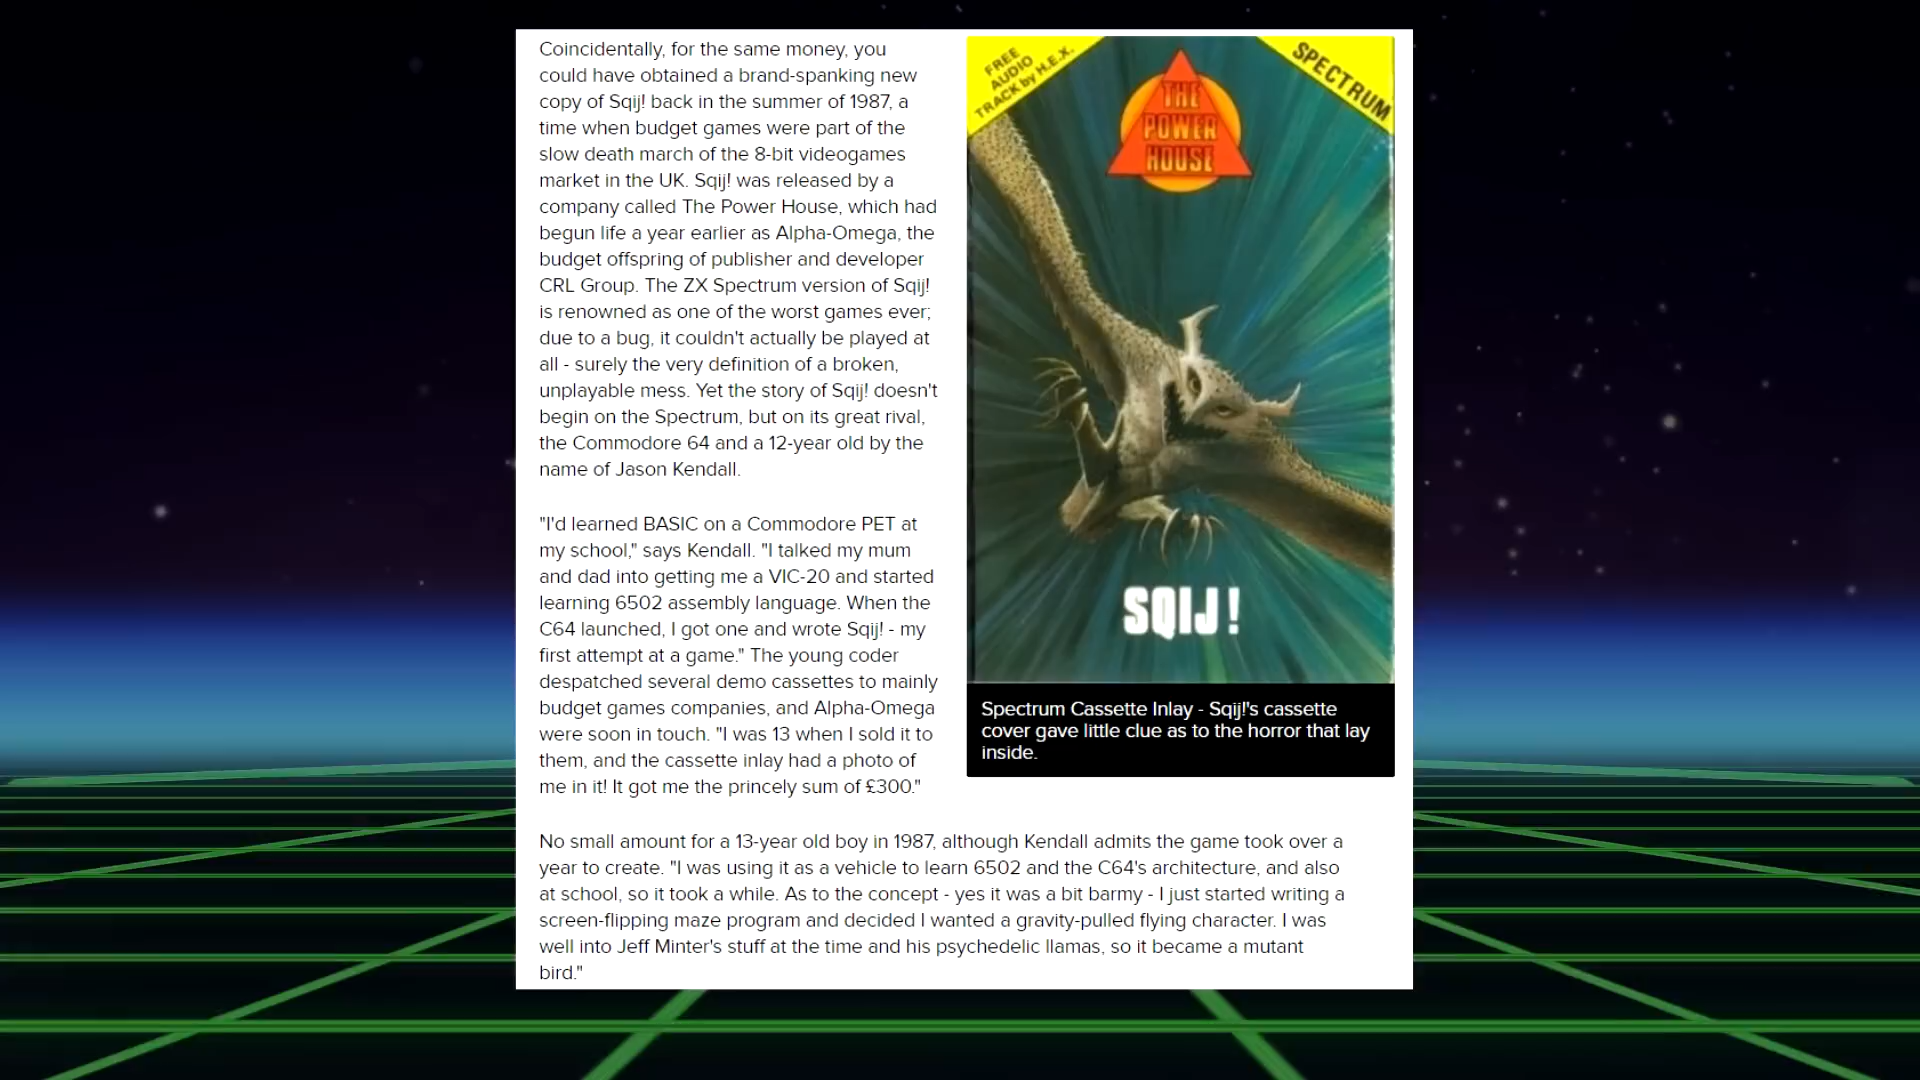 Coincidentally, for the same money, you
could have obtained a brand-spanking new
copy of Sqij! back in the summer of 1987, a
time when budget games were part of the
slow death march of the 8-bit videogames
market in the UK. Sqij! was released by a
company called The Power House, which had
begun life a year earlier as Alpha-Omega, the
budget offspring of publisher and developer
CRL Group. The ZX Spectrum version of Sqij!
is renowned as one of the worst games ever;
due to a bug, it couldn't actually be played at
all - surely the very definition of a broken,
unplayable mess. Yet the story of Sqij! doesn't
begin on the Spectrum, but on its great rival,
the Commodore 64 and a 12-year old by the
name of Jason Kendall.
"I'd learned BASIC on a Commodore PET at
my school," says Kendall. "I talked my mum
and dad into getting me a VIC-20 and started
learning 6502 assembly language. When the
C64 launched, I got one and wrote Sqij! - my
first attempt at a game." The young coder
despatched several demo cassettes to mainly
budget games companies, and Alpha-Omega
were soon in touch. "I was 13 when I sold it to
them, and the cassette inlay had a photo of
me in it! It got me the princely sum of £300."
No small amount for a 13-year old boy in 1987, although Kendall admits the game took over a
year to create. "I was using it as a vehicle to learn 6502 and the C64's architecture, and also
at school, so it took a while. As to the concept - yes it was a bit barmy - I just started writing a
screen-flipping maze program and decided I wanted a gravity-pulled flying character. I was
well into Jeff Minter's stuff at the time and his psychedelic llamas, so it became a mutant
bird."
FREE
AUDIO
TRACK by H.E.X.
SPECTRUM
THE
POWER
HOUSE
SQIJ!
Spectrum Cassette Inlay - Sqij!'s cassette
cover gave little clue as to the horror that lay
inside.